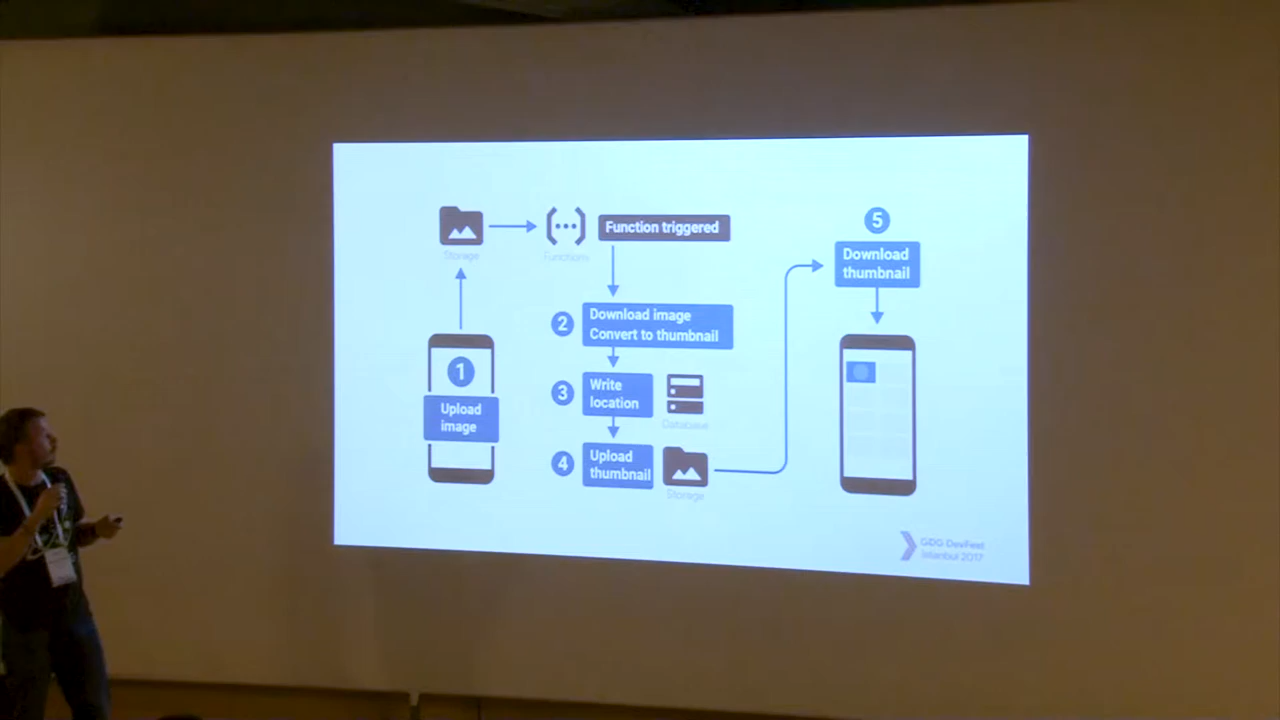 Storage
Functions
Function triggered
1
Upload
image
2
Download image
Convert to thumbnail
3
Write
location
Database
4
Upload
thumbnail
Storage
5
Download
thumbnail
GDG DevFest
Istanbul 2017